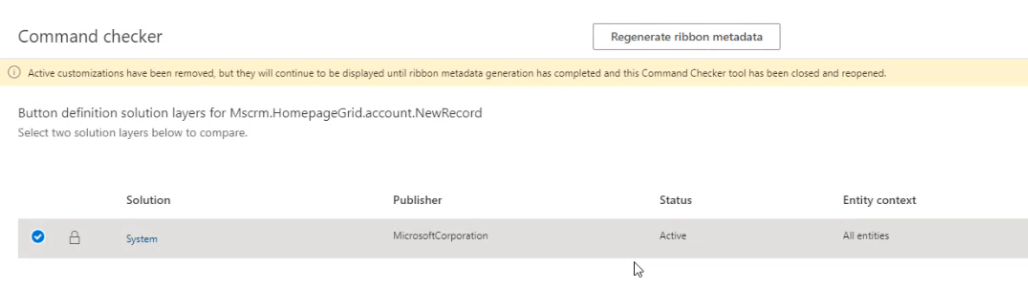 Command checker
Regenerate ribbon metadata
Active customizations have been removed, but they will continue to be displayed until ribbon metadata generation has completed and this Command Checker tool has been closed and reopened.
Button definition solution layers for Mscrm.HomepageGrid.account.NewRecord
Select two solution layers below to compare.
Solution Publisher Status Entity context
System MicrosoftCorporation Active All entities